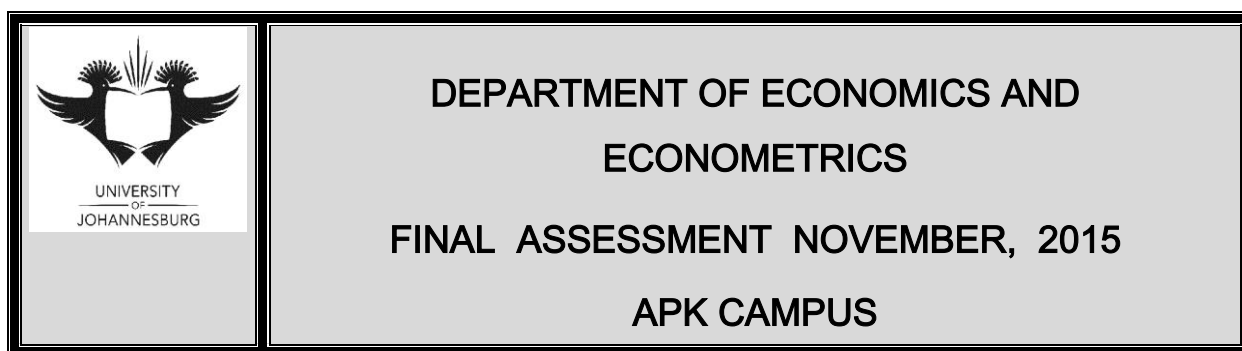 UNIVERSITY
OF
JOHANNESBURG
DEPARTMENT OF ECONOMICS AND
ECONOMETRICS
FINAL ASSESSMENT NOVEMBER, 2015
APK CAMPUS